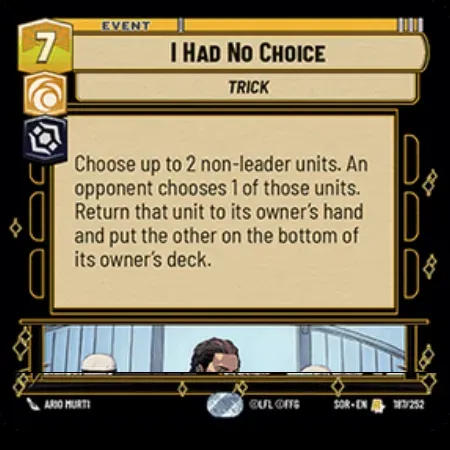 EVENT
7
I HAD NO CHOICE
TRICK
Choose up to 2 non-leader units. An
opponent chooses 1 of those units.
Return that unit to its owner's hand
and put the other on the bottom of
its owner's deck.
ARIO MURTI
©LFL ©FFG
SOR • EN
187/252